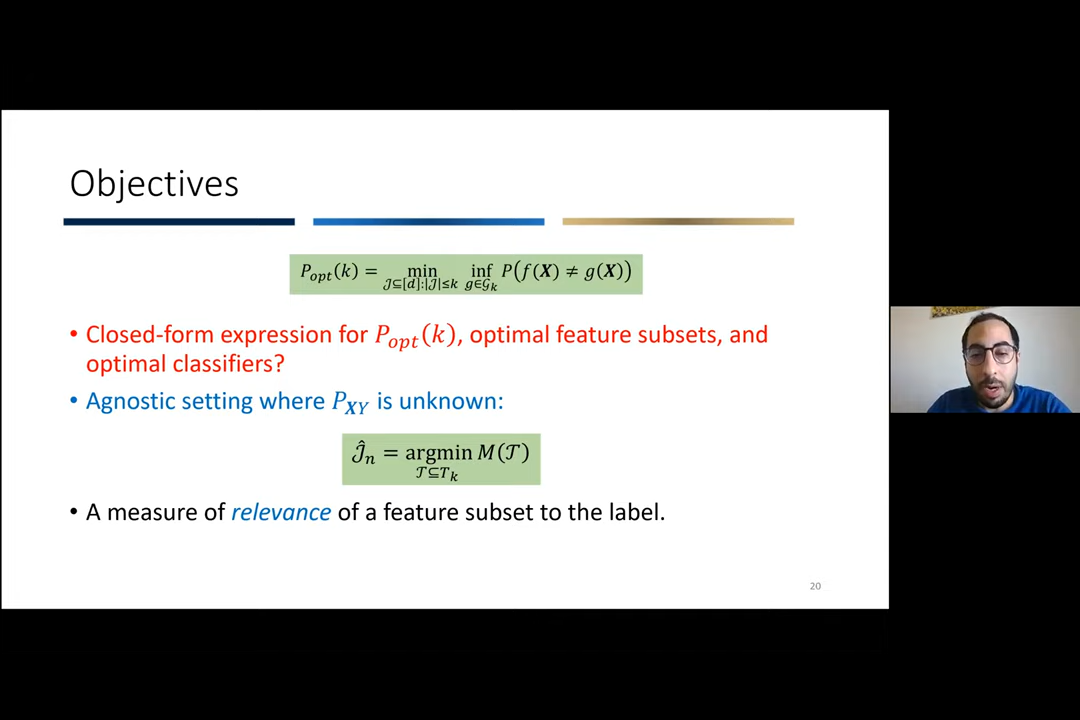 Objectives
P_opt(k) = min_{𝒥⊆[d]:|𝒥|≤k} inf_{g∈𝒢_k} P(f(𝑿) ≠ g(𝑿))
• Closed-form expression for P_opt(k), optimal feature subsets, and
optimal classifiers?
• Agnostic setting where P_𝑿Y is unknown:
𝒥̂_n = argmin_{𝒯⊆T_k} M(𝒯)
• A measure of relevance of a feature subset to the label.
20